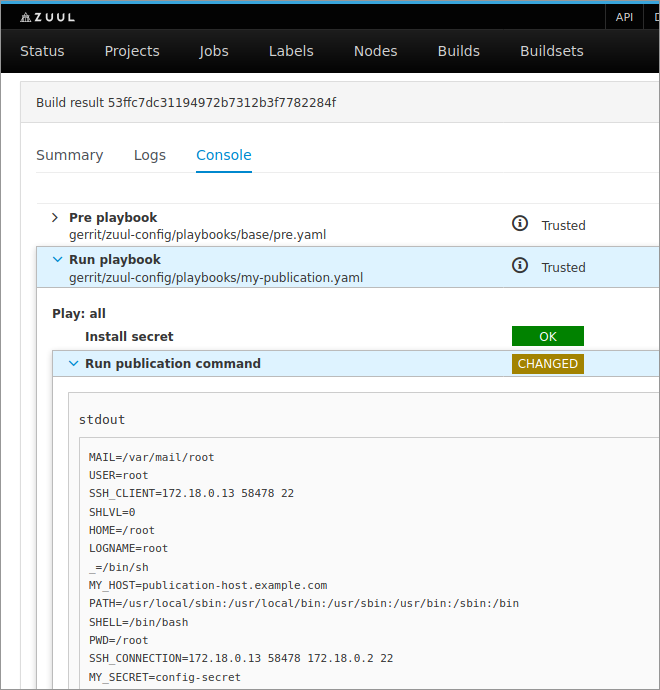 ZUUL
API
Status Projects Jobs Labels Nodes Builds Buildsets
Build result 53ffc7dc31194972b7312b3f7782284f
Summary Logs Console
Pre playbook
gerrit/zuul-config/playbooks/base/pre.yaml
Trusted
Run playbook
gerrit/zuul-config/playbooks/my-publication.yaml
Trusted
Play: all
Install secret OK
Run publication command CHANGED
stdout
MAIL=/var/mail/root
USER=root
SSH_CLIENT=172.18.0.13 58478 22
SHLVL=0
HOME=/root
LOGNAME=root
_=/bin/sh
MY_HOST=publication-host.example.com
PATH=/usr/local/sbin:/usr/local/bin:/usr/sbin:/usr/bin:/sbin:/bin
SHELL=/bin/bash
PWD=/root
SSH_CONNECTION=172.18.0.13 58478 172.18.0.2 22
MY_SECRET=config-secret